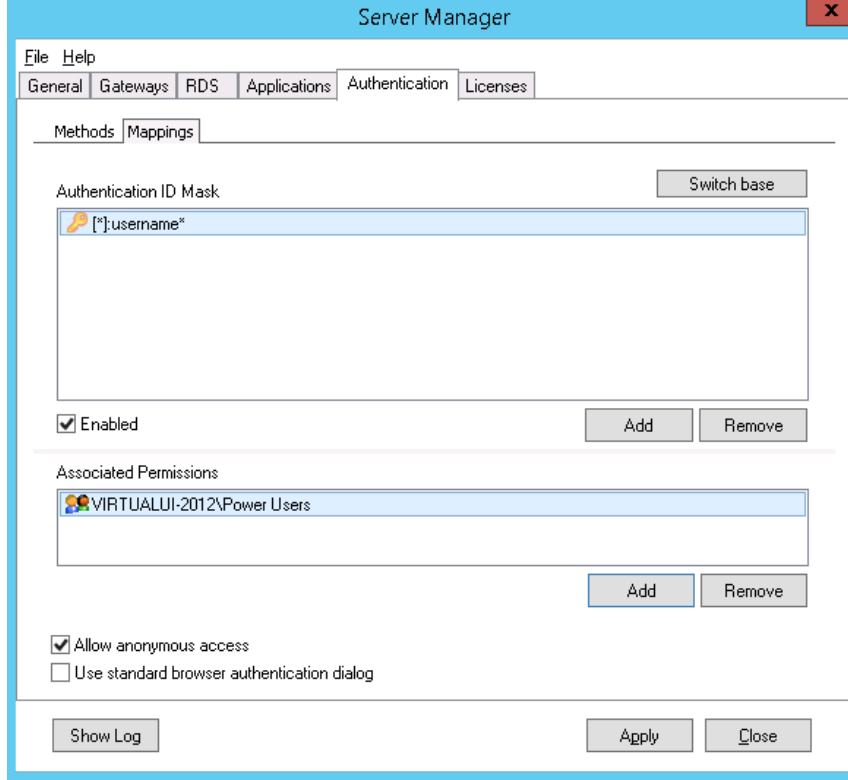 Server Manager
x
File Help
General Gateways RDS Applications Authentication Licenses
Methods Mappings
Authentication ID Mask
Switch base
[*]:username*
Enabled
Add Remove
Associated Permissions
VIRTUALUI-2012\Power Users
Add Remove
Allow anonymous access
Use standard browser authentication dialog
Show Log Apply Close